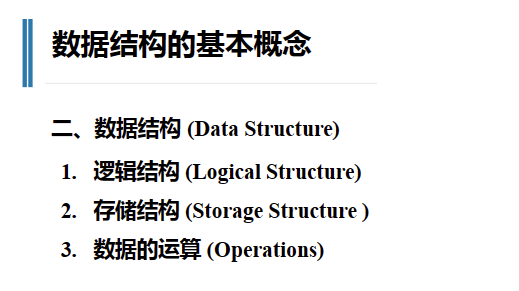 数据结构的基本概念
二、数据结构 (Data Structure)
1. 逻辑结构 (Logical Structure)
2. 存储结构 (Storage Structure )
3. 数据的运算 (Operations)